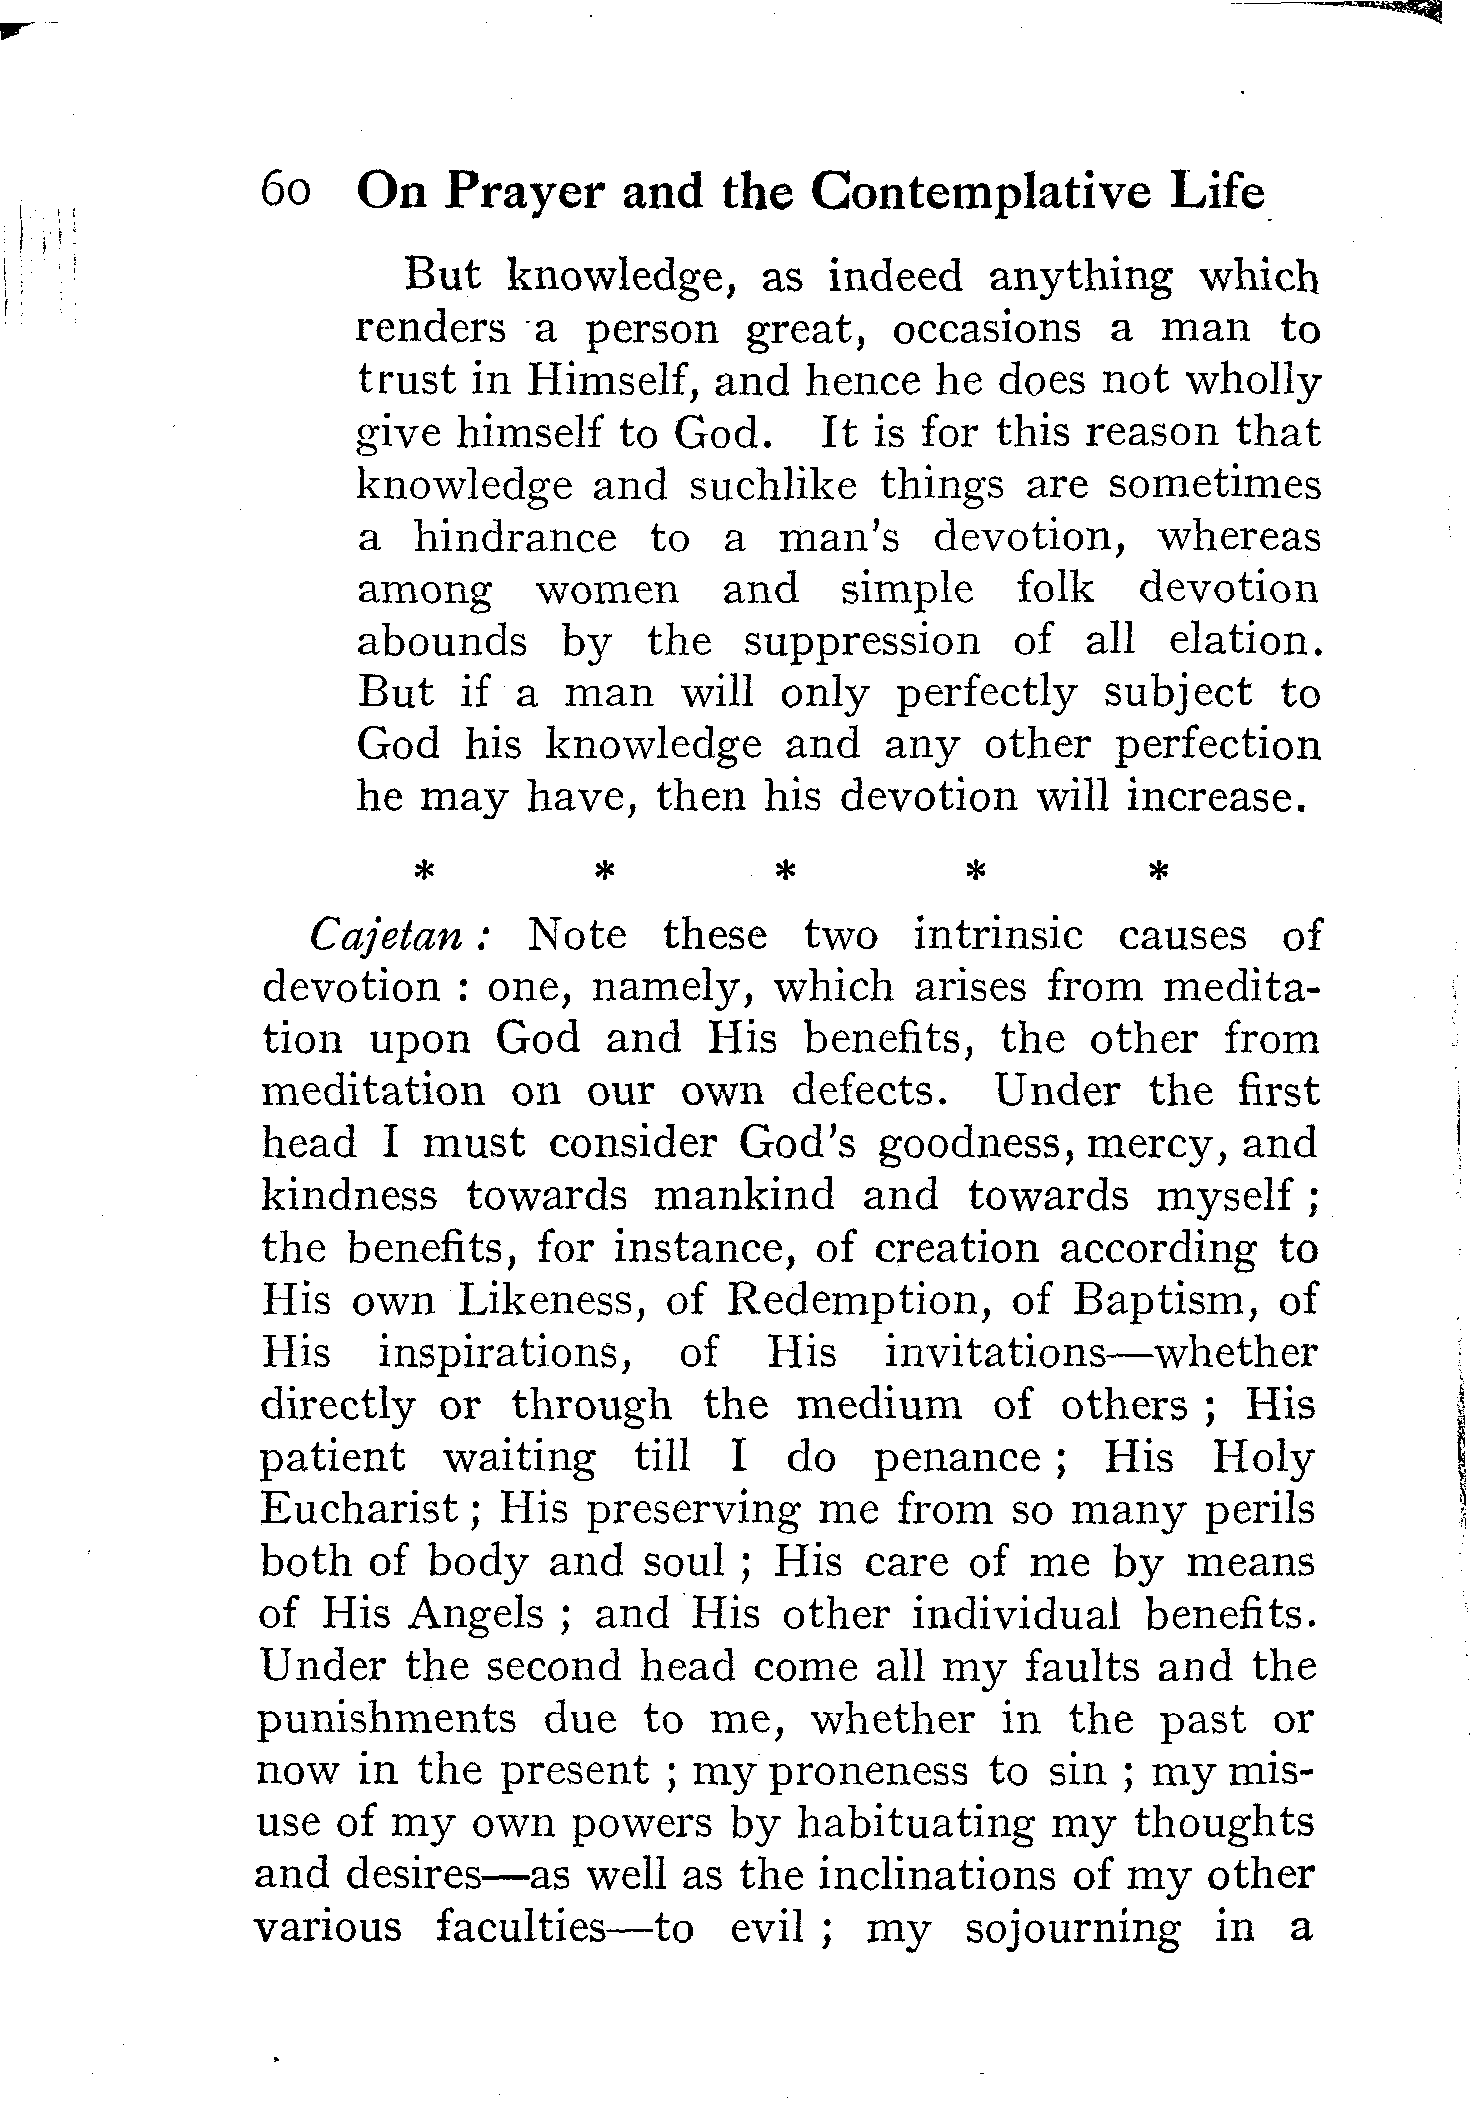 60 On Prayer and the Contemplative Life
But knowledge, as indeed anything which
renders a person great, occasions a man to
trust in Himself, and hence he does not wholly
give himself to God. It is for this reason that
knowledge and suchlike things are sometimes
a hindrance to a man's devotion, whereas
among women and simple folk devotion
abounds by the suppression of all elation.
But if a man will only perfectly subject to
God his knowledge and any other perfection
he may have, then his devotion will increase.
* * * * *
Cajetan : Note these two intrinsic causes of
devotion : one, namely, which arises from medita-
tion upon God and His benefits, the other from
meditation on our own defects. Under the first
head I must consider God's goodness, mercy, and
kindness towards mankind and towards myself ;
the benefits, for instance, of creation according to
His own Likeness, of Redemption, of Baptism, of
His inspirations, of His invitations—whether
directly or through the medium of others ; His
patient waiting till I do penance ; His Holy
Eucharist ; His preserving me from so many perils
both of body and soul ; His care of me by means
of His Angels ; and His other individual benefits.
Under the second head come all my faults and the
punishments due to me, whether in the past or
now in the present ; my proneness to sin ; my mis-
use of my own powers by habituating my thoughts
and desires—as well as the inclinations of my other
various faculties—to evil ; my sojourning in a